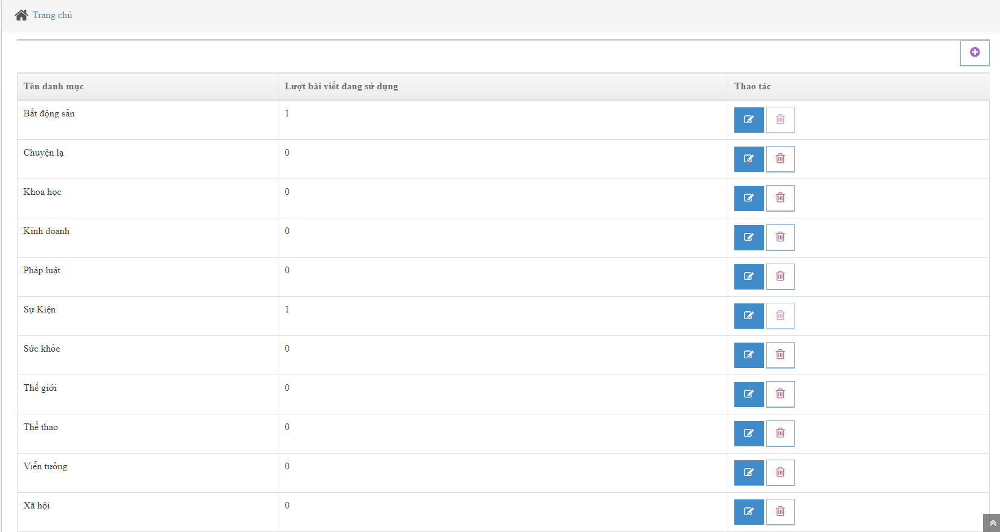 Trang chủ
Tên danh mục Lượt bài viết đang sử dụng Thao tác
Bất động sản 1
Chuyện lạ 0
Khoa học 0
Kinh doanh 0
Pháp luật 0
Sự Kiện 1
Sức khỏe 0
Thế giới 0
Thể thao 0
Viễn tưởng 0
Xã hội 0